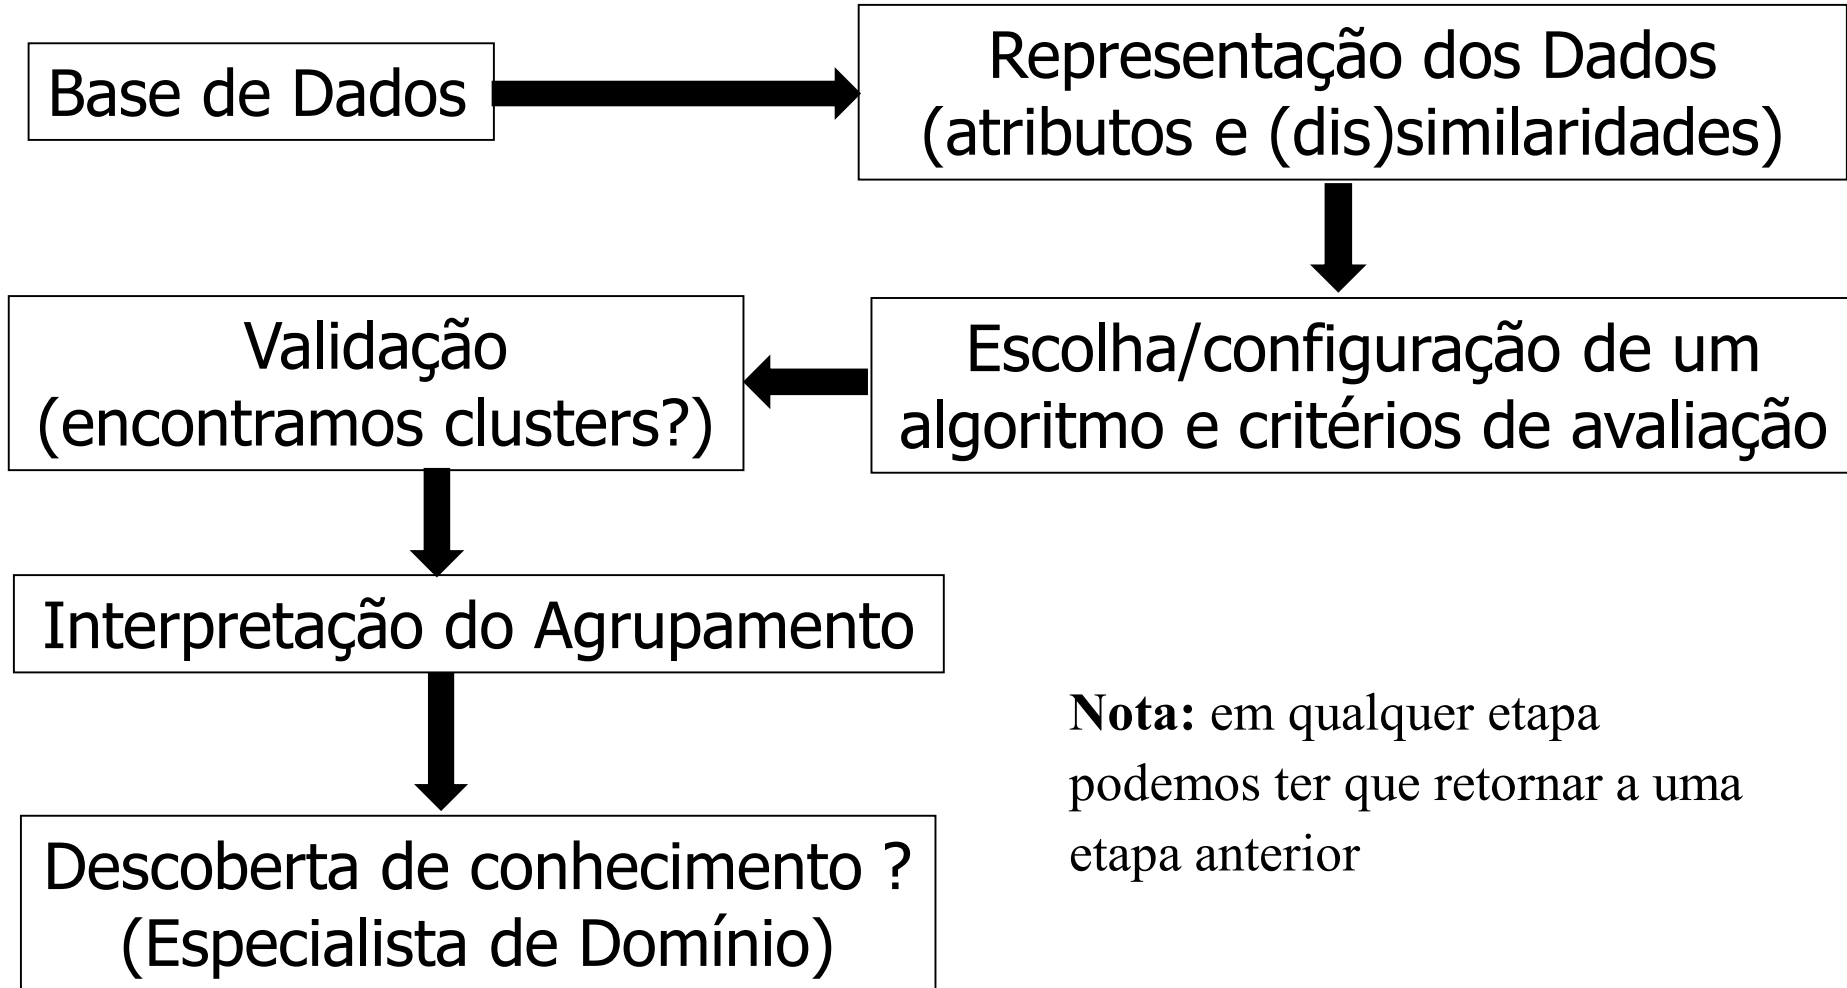 Base de Dados
Representação dos Dados
(atributos e (dis)similaridades)
Escolha/configuração de um
algoritmo e critérios de avaliação
Validação
(encontramos clusters?)
Interpretação do Agrupamento
Descoberta de conhecimento ?
(Especialista de Domínio)
Nota: em qualquer etapa
podemos ter que retornar a uma
etapa anterior